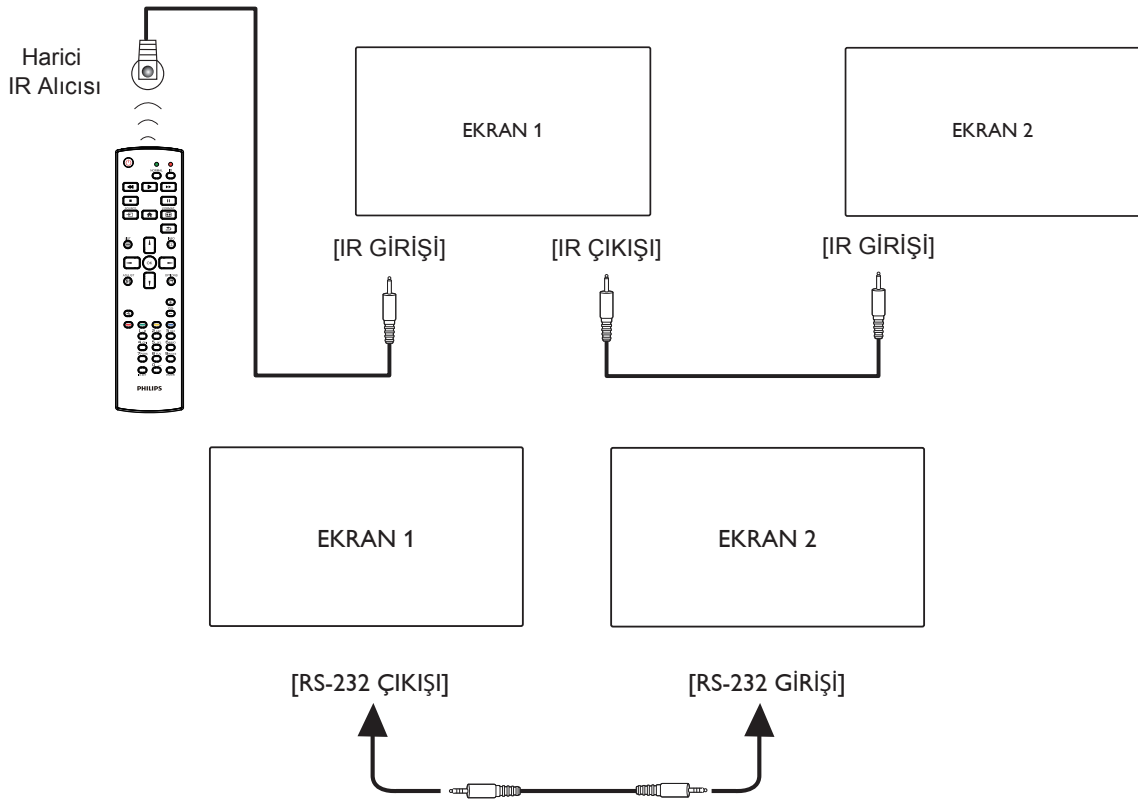 Harici
IR Alıcısı
EKRAN 1
EKRAN 2
[IR GİRİŞİ]
[IR ÇIKIŞI]
[IR GİRİŞİ]
PHILIPS
EKRAN 1
EKRAN 2
[RS-232 ÇIKIŞI]
[RS-232 GİRİŞİ]